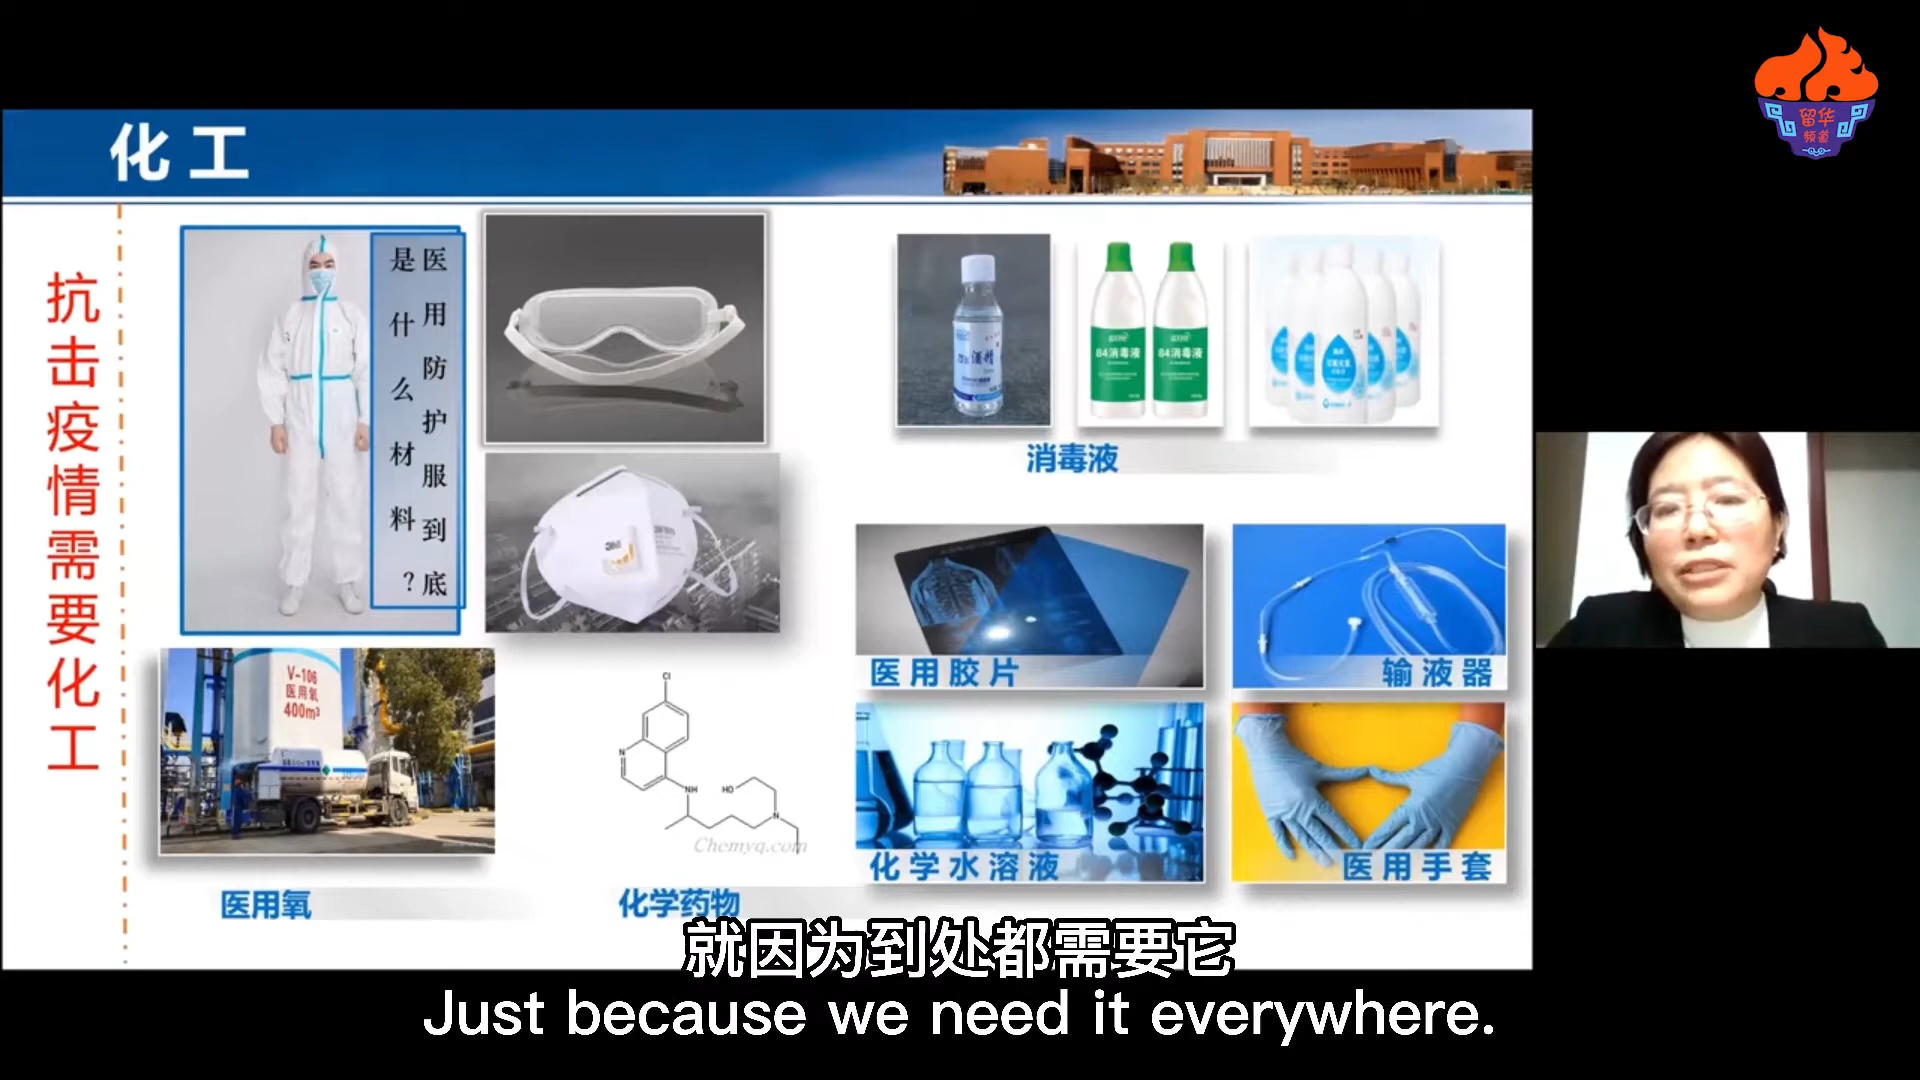 留华
频道
化工
抗击疫情需要化工
医用防护服到底
是什么材料？
3M
酒精
84消毒液
84消毒液
消毒液
医用胶片
输液器
V-106
医用氧
400m³
Cl
N
NH
HO
N
Chemyq.com
化学水溶液
医用手套
医用氧
化学药物
就因为到处都需要它
Just because we need it everywhere.